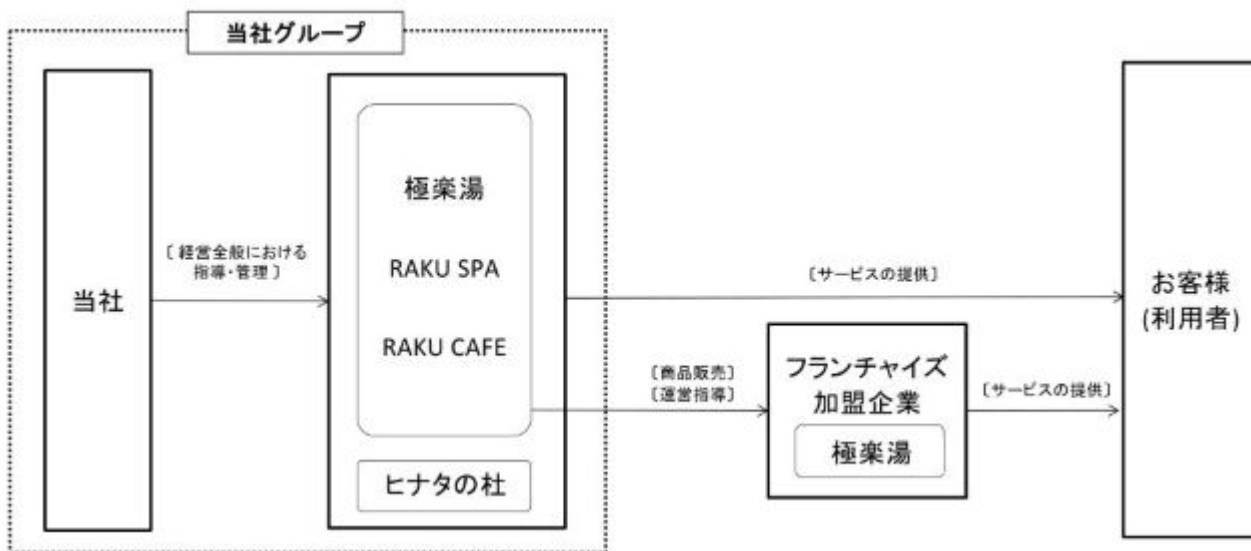 当社グループ
当社
〔 経営全般における
指導・管理 〕
極楽湯
RAKU SPA
RAKU CAFE
ヒナタの杜
〔サービスの提供〕
〔商品販売〕
〔運営指導〕
フランチャイズ
加盟企業
極楽湯
〔サービスの提供〕
お客様
(利用者)